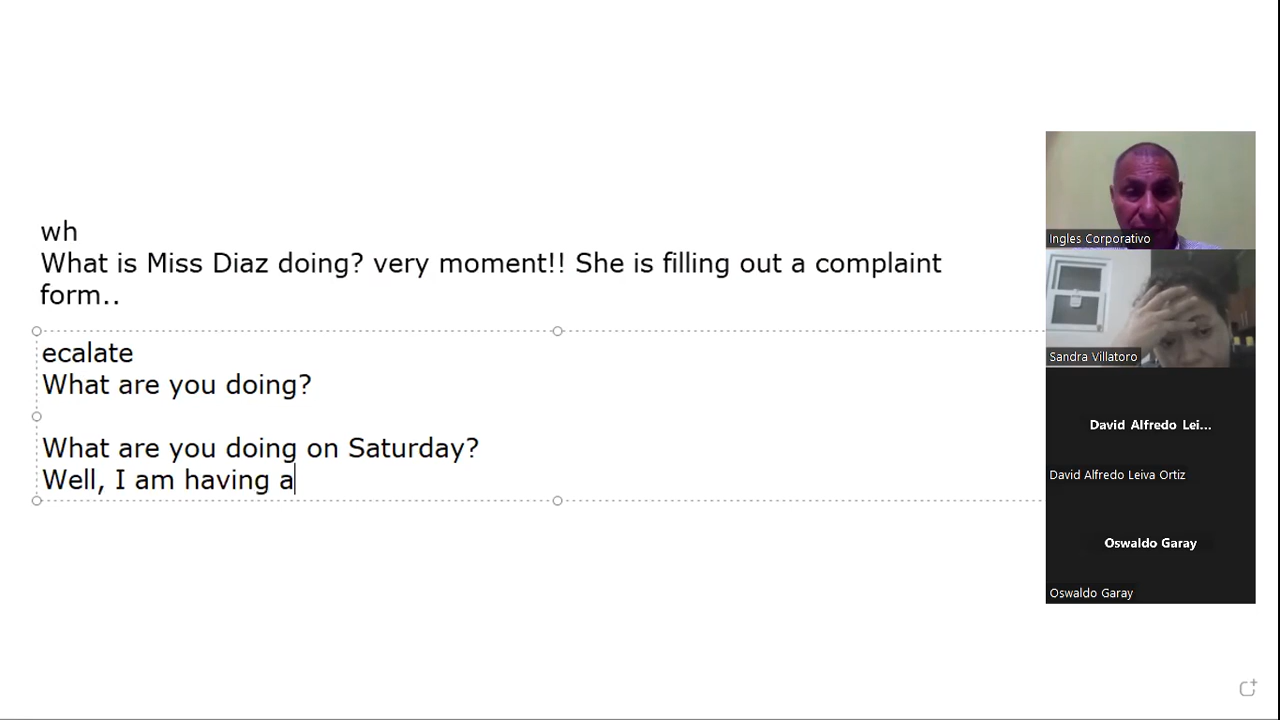 wh
What is Miss Diaz doing? very moment!! She is filling out a complaint
form..
ecalate
What are you doing?
What are you doing on Saturday?
Well, I am having a
Ingles Corporativo
Sandra Villatoro
David Alfredo Lei...
David Alfredo Leiva Ortiz
Oswaldo Garay
Oswaldo Garay